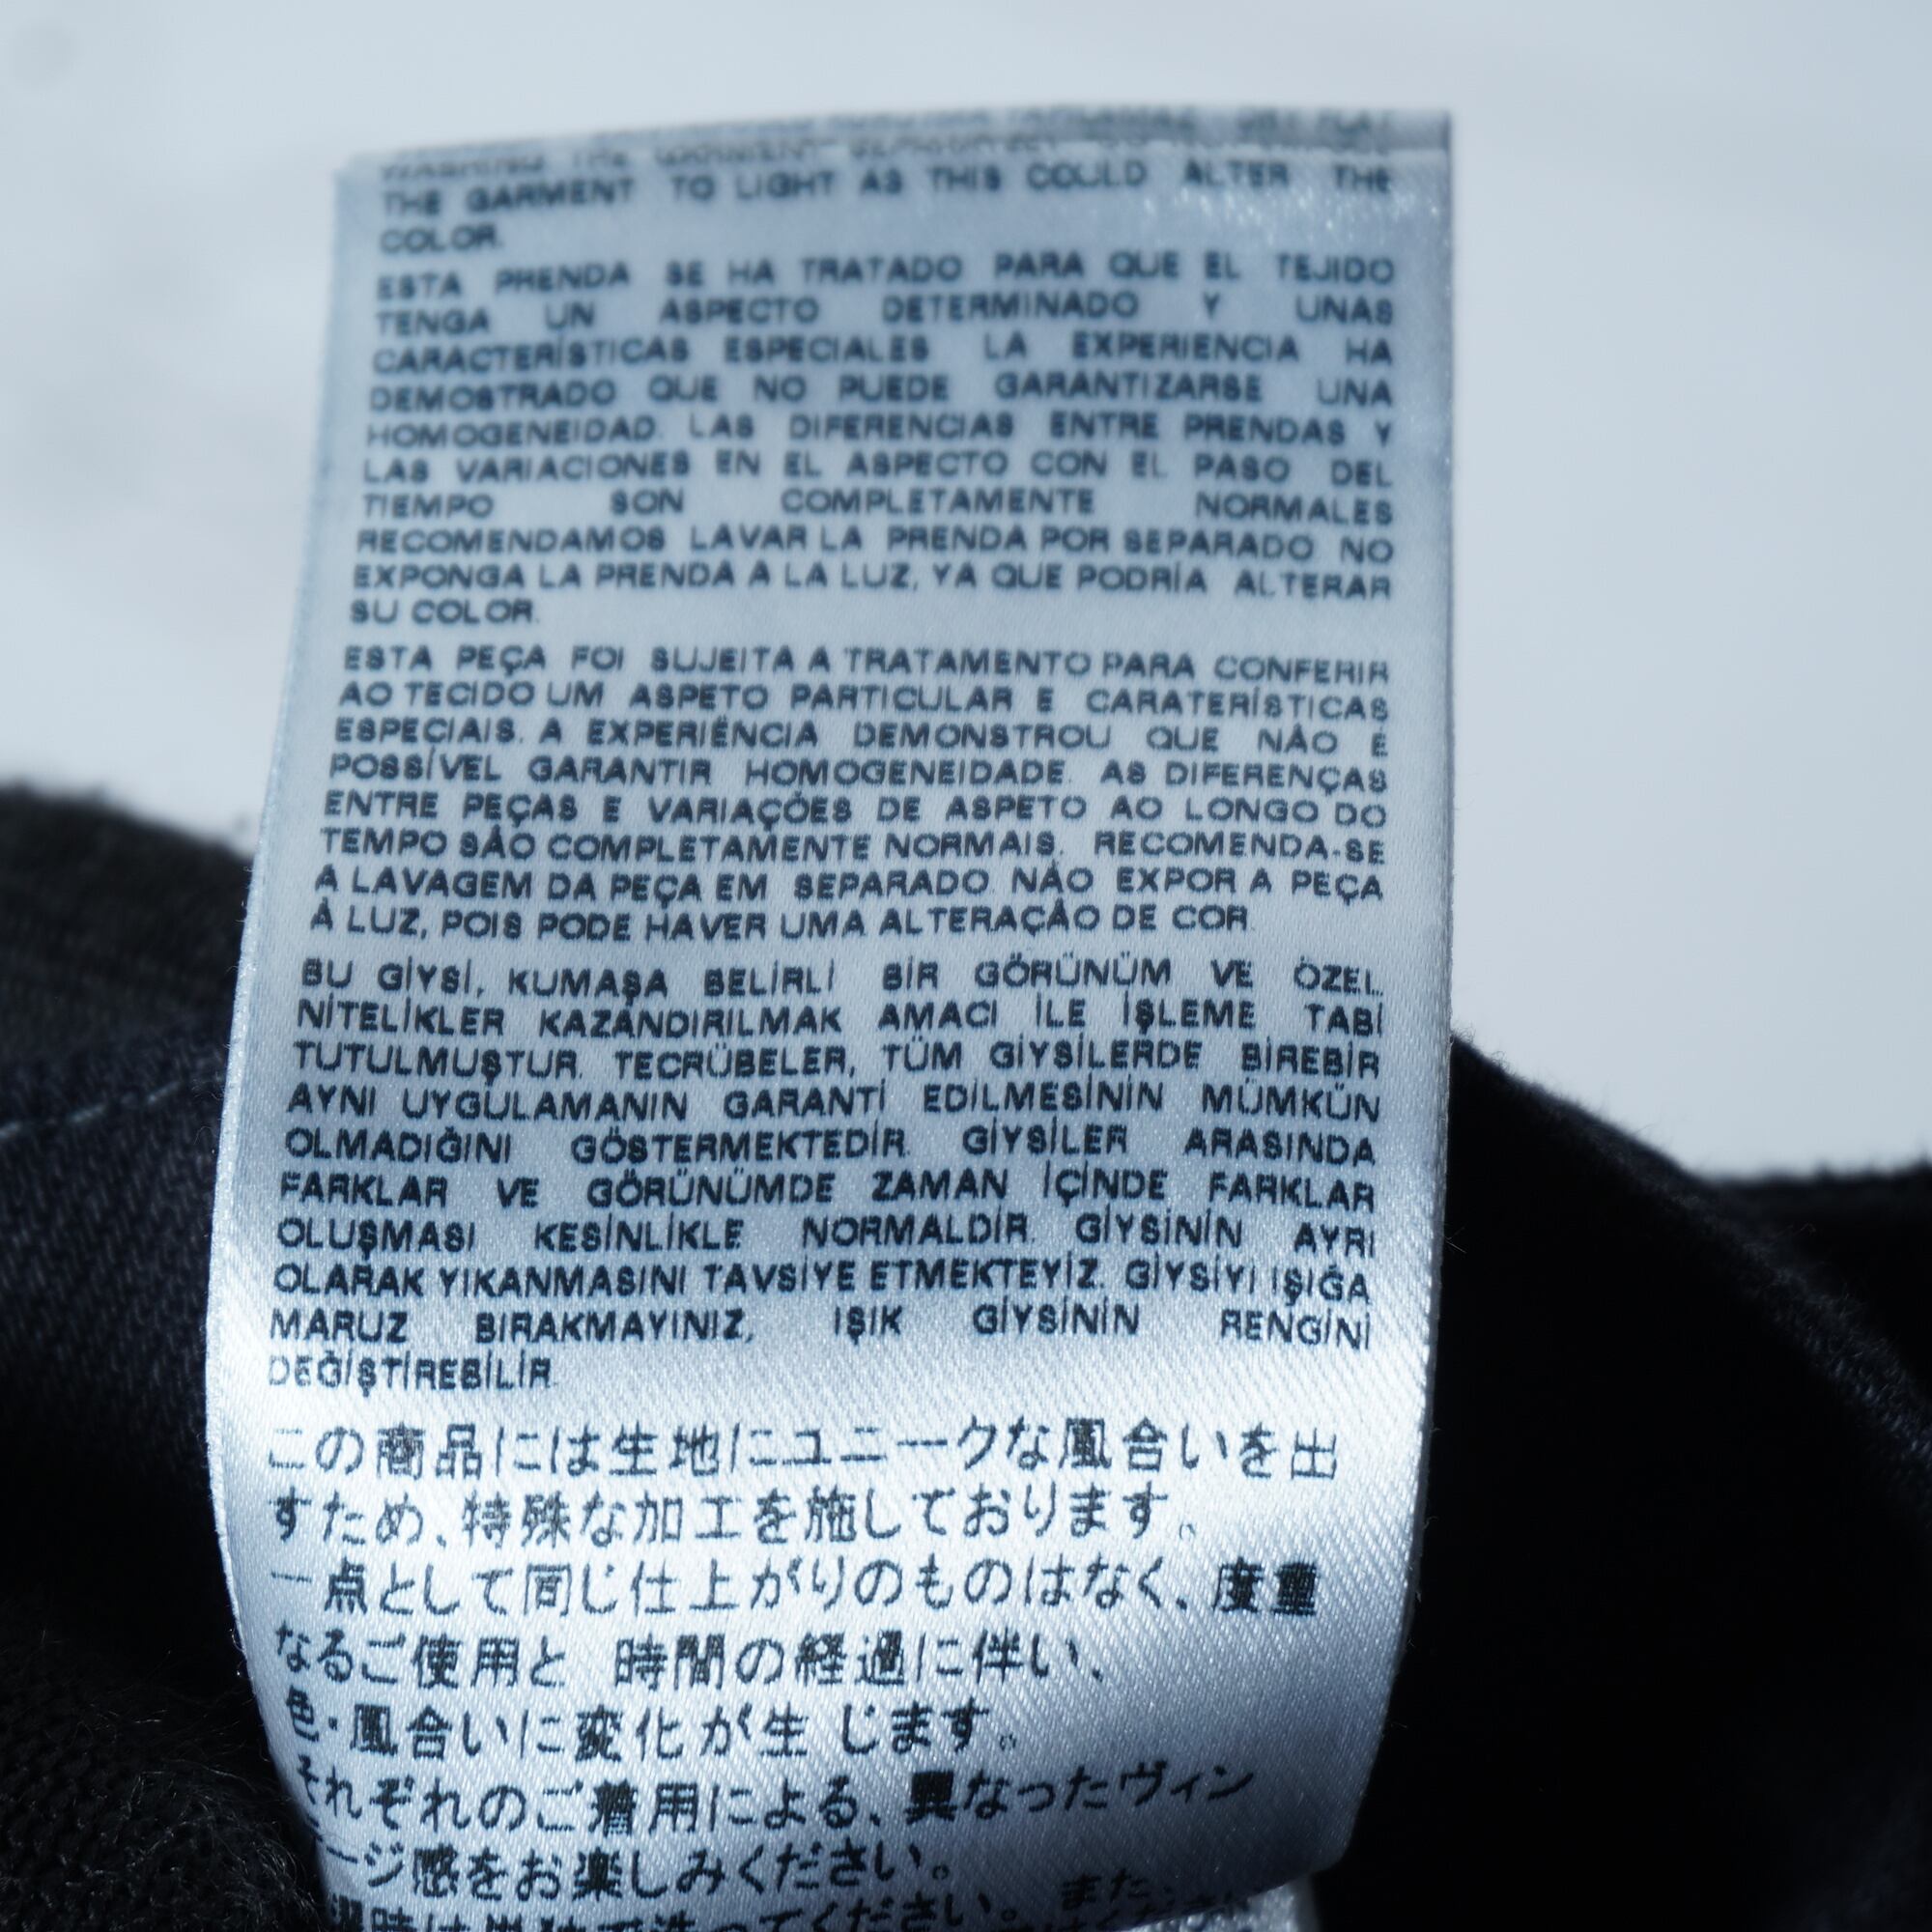 WASHING THE GARMENT
THE GARMENT TO LIGHT AS THIS COULD ALTER THE
COLOR.
ESTA PRENDA SE HA TRATADO PARA QUE EL TEJIDO
TENGA UN ASPECTO DETERMINADO Y UNAS
CARACTERÍSTICAS ESPECIALES LA EXPERIENCIA HA
DEMOSTRADO QUE NO PUEDE GARANTIZARSE UNA
HOMOGENEIDAD. LAS DIFERENCIAS ENTRE PRENDAS Y
LAS VARIACIONES EN EL ASPECTO CON EL PASO DEL
TIEMPO SON COMPLETAMENTE NORMALES
RECOMENDAMOS LAVAR LA PRENDA POR SEPARADO NO
EXPONGA LA PRENDA A LA LUZ, YA QUE PODRÍA ALTERAR
SU COLOR.
ESTA PEÇA FOI SUJEITA A TRATAMENTO PARA CONFERIR
AO TECIDO UM ASPETO PARTICULAR E CARATERÍSTICAS
ESPECIAIS. A EXPERIÊNCIA DEMONSTROU QUE NÃO É
POSSÍVEL GARANTIR HOMOGENEIDADE. AS DIFERENÇAS
ENTRE PEÇAS E VARIAÇÕES DE ASPETO AO LONGO DO
TEMPO SÃO COMPLETAMENTE NORMAIS. RECOMENDA-SE
A LAVAGEM DA PEÇA EM SEPARADO. NÃO EXPOR A PEÇA
À LUZ, POIS PODE HAVER UMA ALTERAÇÃO DE COR.
BU GİYSİ, KUMAŞA BELİRLİ BİR GÖRÜNÜM VE ÖZEL
NİTELİKLER KAZANDIRILMAK AMACI İLE İŞLEME TABİ
TUTULMUŞTUR. TECRÜBELER, TÜM GİYSİLERDE BİREBİR
AYNI UYGULAMANIN GARANTİ EDİLMESİNİN MÜMKÜN
OLMADIĞINI GÖSTERMEKTEDİR. GİYSİLER ARASINDA
FARKLAR VE GÖRÜNÜMDE ZAMAN İÇİNDE FARKLAR
OLUŞMASI KESİNLİKLE NORMALDİR. GİYSİNİN AYRI
OLARAK YIKANMASINI TAVSİYE ETMEKTEYİZ. GİYSİYİ IŞIĞA
MARUZ BIRAKMAYINIZ, IŞIK GİYSİNİN RENGİNİ
DEĞİŞTİREBİLİR.
この商品には生地にユニークな風合いを出
すため、特殊な加工を施しております。
一点として同じ仕上がりのものはなく、度重
なるご使用と 時間の経過に伴い、
色・風合いに変化が生 じます。
それぞれのご着用による、異なったヴィン
テージ感をお楽しみください。
は単独で洗ってください。また、